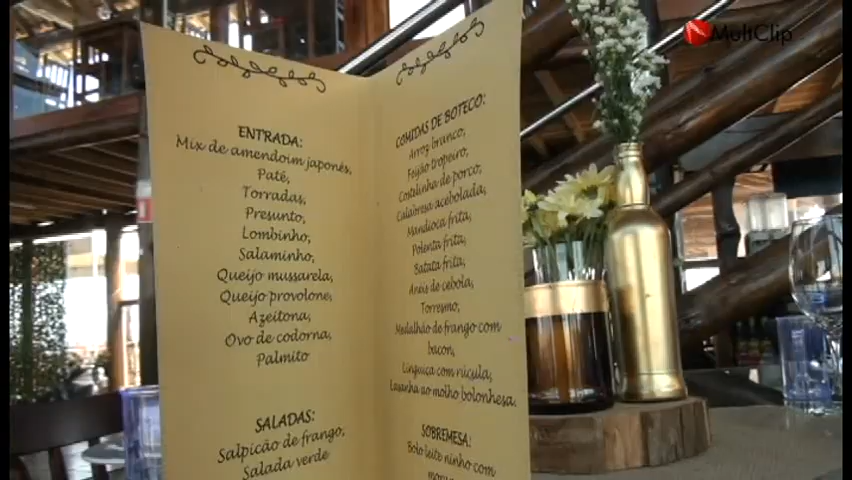 MultiClip
ENTRADA:
Mix de amendoim japonês,
Patê,
Torradas,
Presunto,
Lombinho,
Salaminho,
Queijo mussarela,
Queijo provolone,
Azeitona,
Ovo de codorna,
Palmito
SALADAS:
Salpicão de frango,
Salada verde
COMIDAS DE BOTECO:
Arroz branco,
Feijão tropeiro,
Costelinha de porco,
Calabresa acebolada,
Mandioca frita,
Polenta frita,
Batata frita,
Anéis de cebola,
Torresmo,
Medalhão de frango com
bacon,
Linguiça com rúcula,
Lasanha ao molho bolonhesa.
SOBREMESA:
Bolo leite ninho com